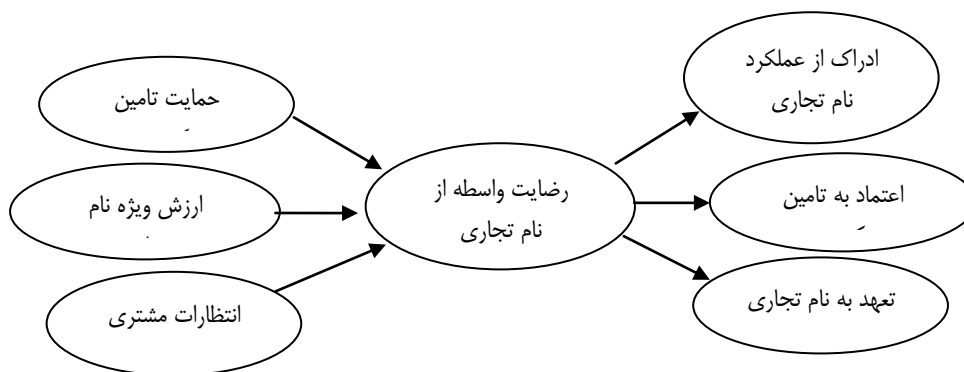 ادراک از عملکرد
نام تجاری
حمایت تامین
رضایت واسطه از
نام تجاری
اعتماد به تامین
ارزش ویژه نام
تعهد به نام تجاری
انتظارات مشتری